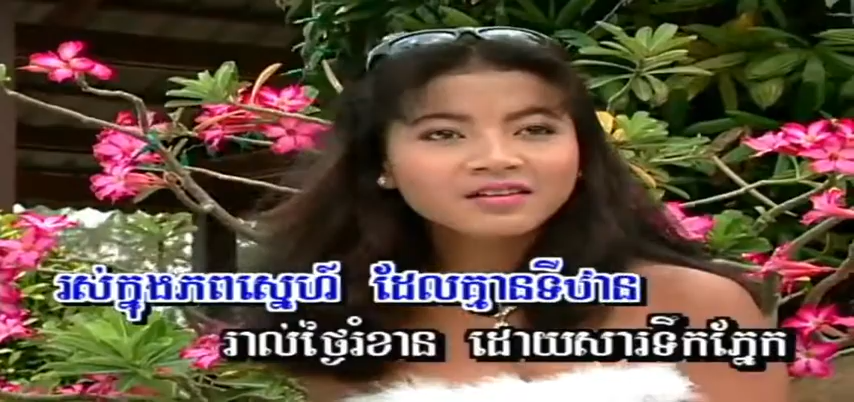 រស់ក្នុងភពស្នេហ៍ ដែលគ្មានទីឋាន
រាល់ថ្ងៃរំខាន ដោយសារទឹកភ្នែក